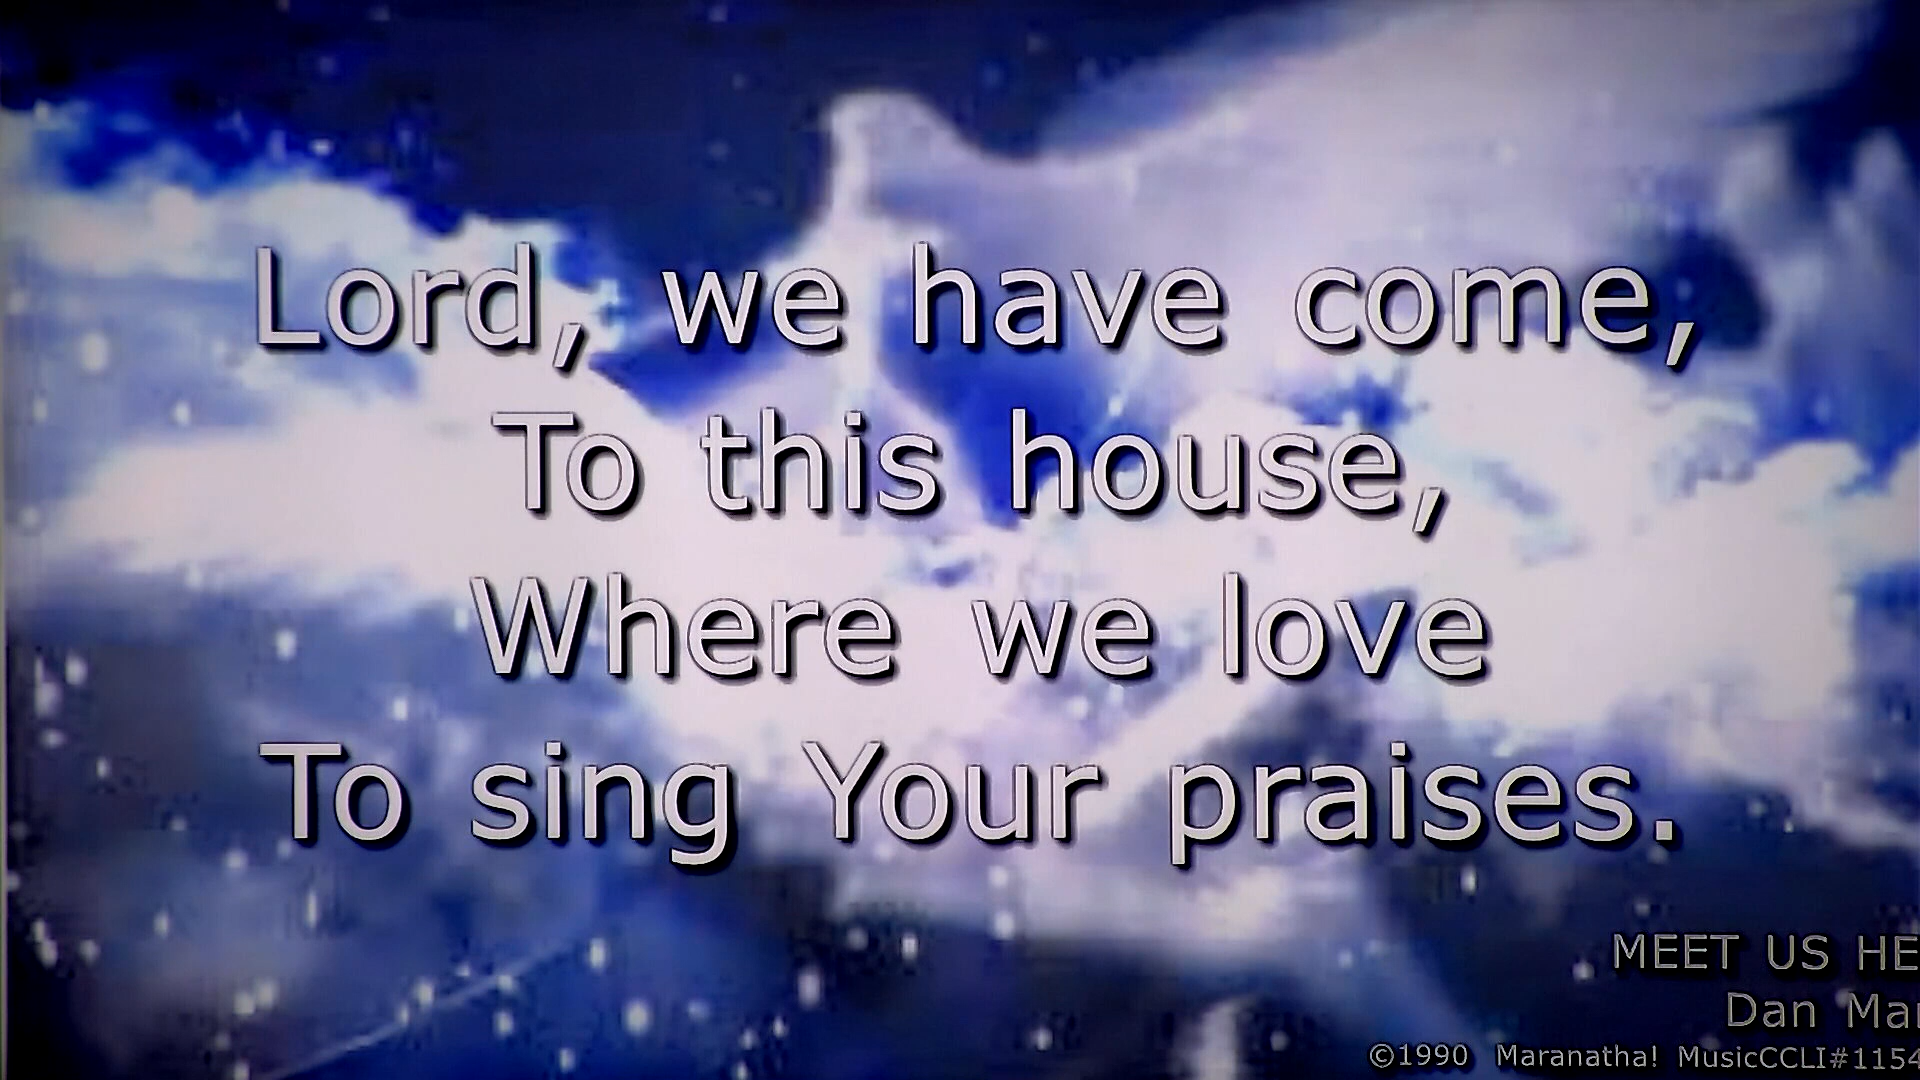 Lord, we have come,
To this house,
Where we love
To sing Your praises.
MEET US HE
Dan Mar
©1990 Maranatha! MusicCCLI#1154